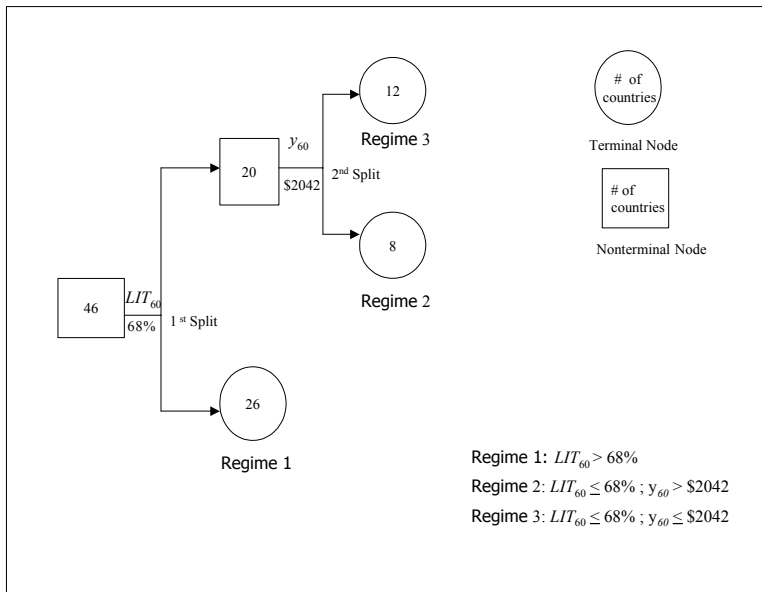 12
Regime 3
# of
countries
Terminal Node
y60
20
$2042
2nd Split
# of
countries
Nonterminal Node
8
Regime 2
46
LIT60
68%
1 st Split
26
Regime 1
Regime 1: LIT60 > 68%
Regime 2: LIT60 ≤ 68% ; y60 > $2042
Regime 3: LIT60 ≤ 68% ; y60 ≤ $2042